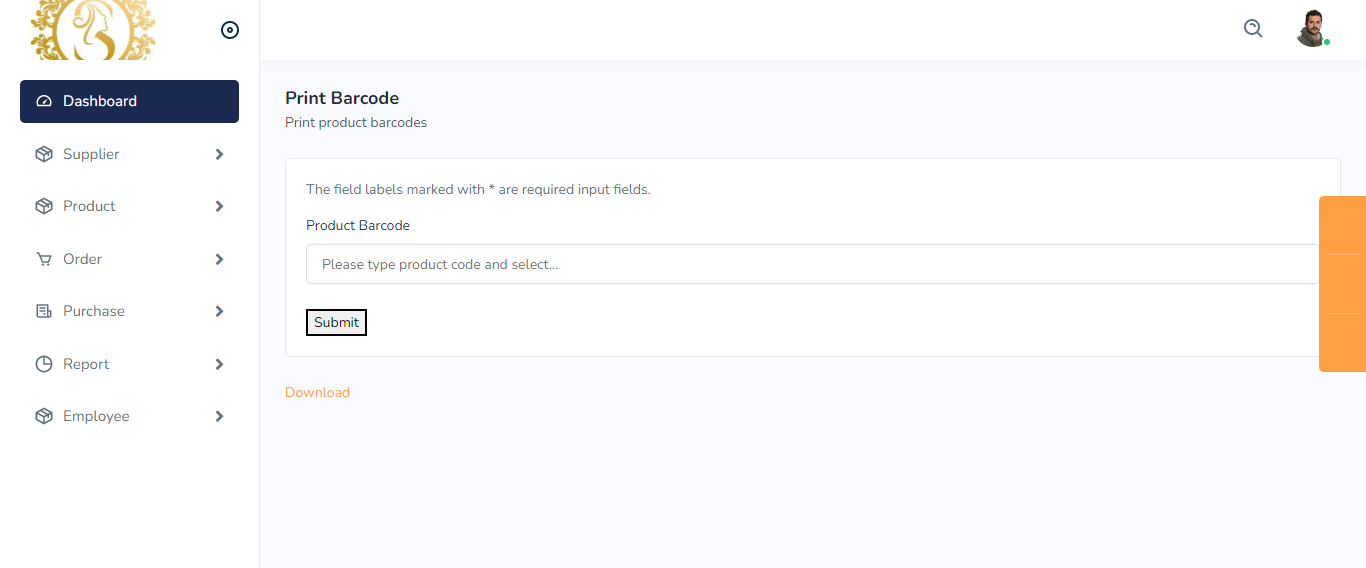 Dashboard
Supplier
Product
Order
Purchase
Report
Employee
Print Barcode
Print product barcodes
The field labels marked with * are required input fields.
Product Barcode
Please type product code and select...
Submit
Download